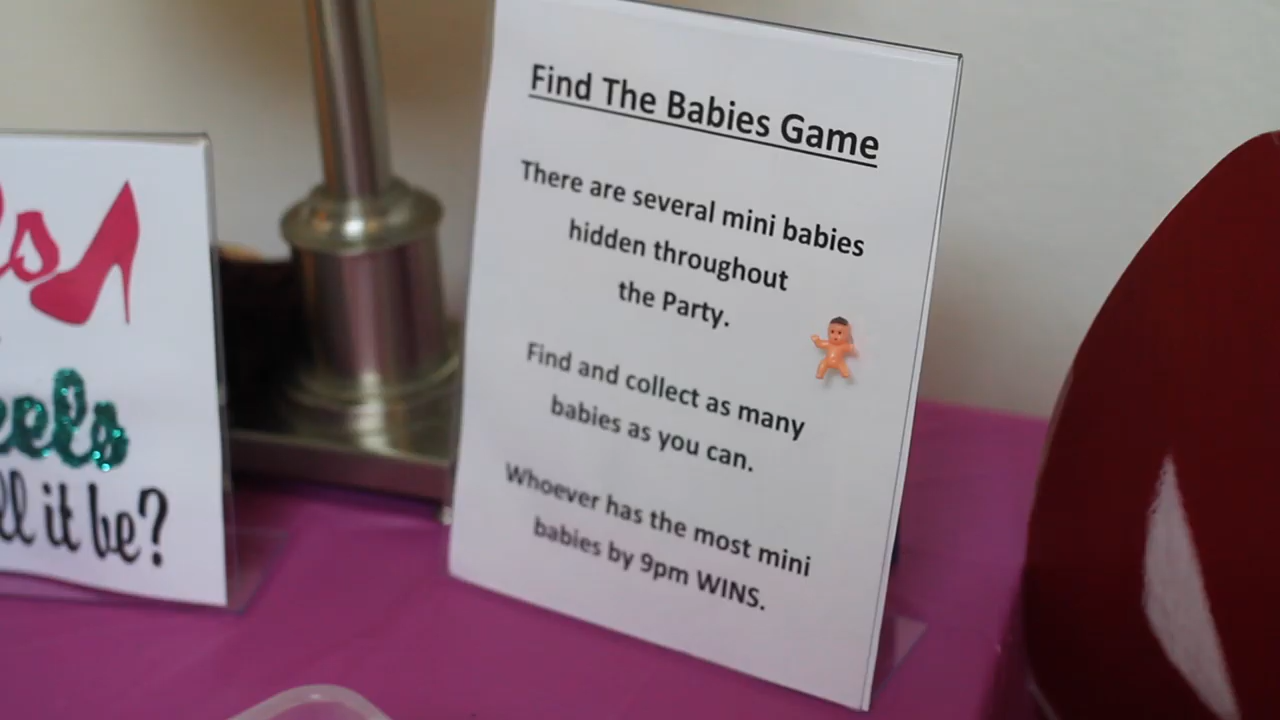 Find The Babies Game
There are several mini babies
hidden throughout
the Party.
Find and collect as many
babies as you can.
Whoever has the most mini
babies by 9pm WINS.
it be?